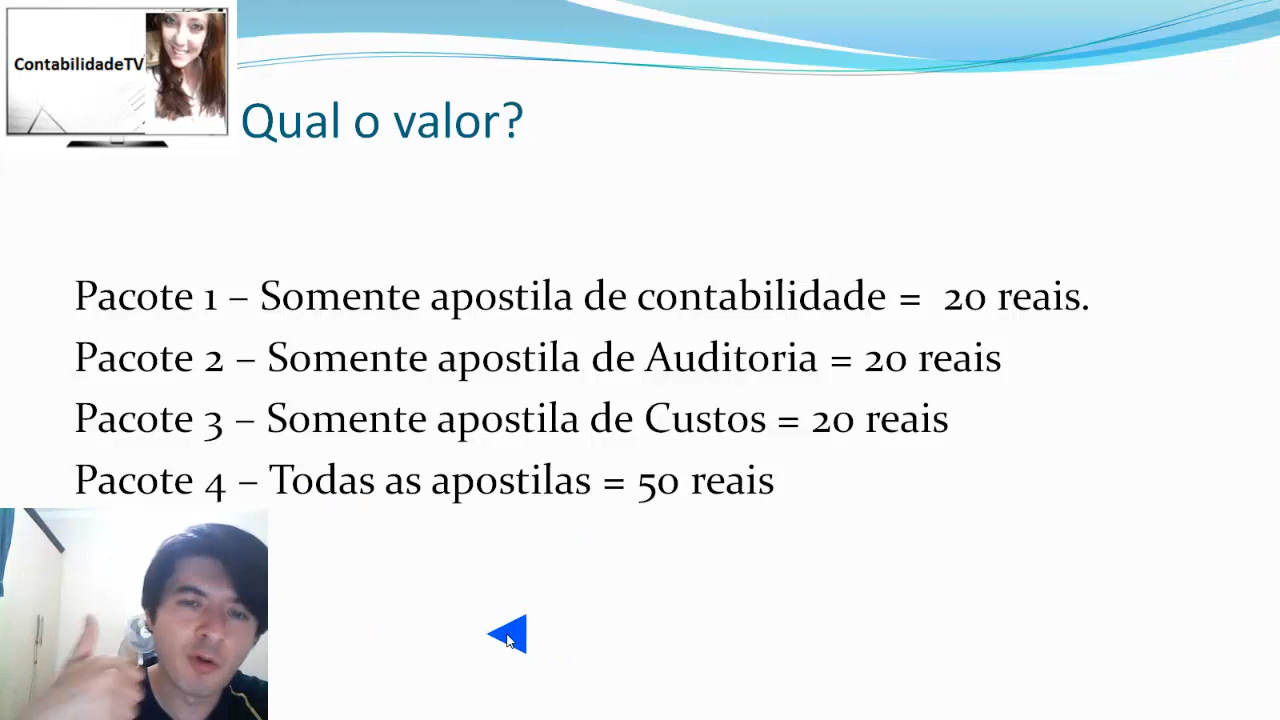 ContabilidadeTV
Qual o valor?
Pacote 1 – Somente apostila de contabilidade = 20 reais.
Pacote 2 – Somente apostila de Auditoria = 20 reais
Pacote 3 – Somente apostila de Custos = 20 reais
Pacote 4 – Todas as apostilas = 50 reais